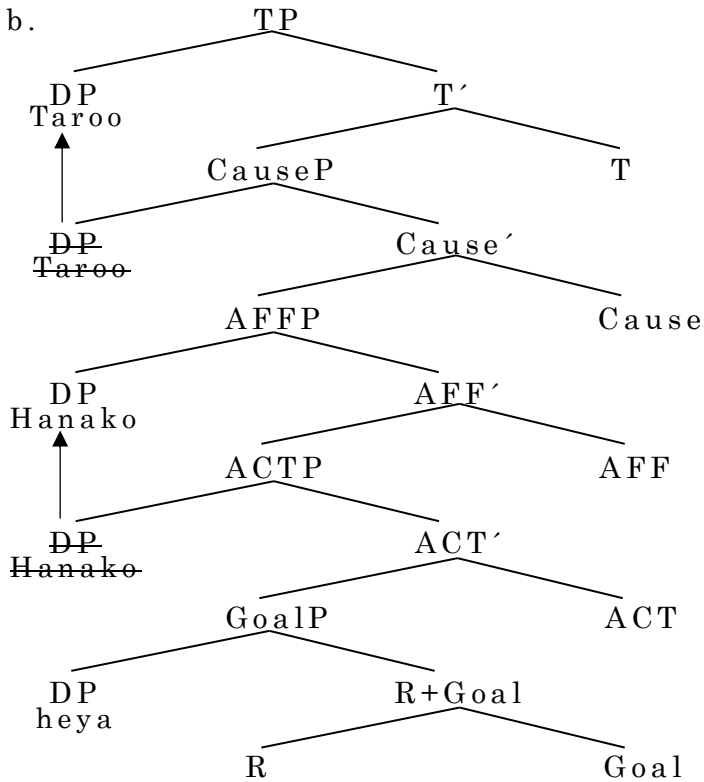 b. TP
DP T´
Taroo
CauseP T
DP Cause´
Taroo
AFFP Cause
DP AFF´
Hanako
ACTP AFF
DP ACT´
Hanako
GoalP ACT
DP R+Goal
heya
R Goal